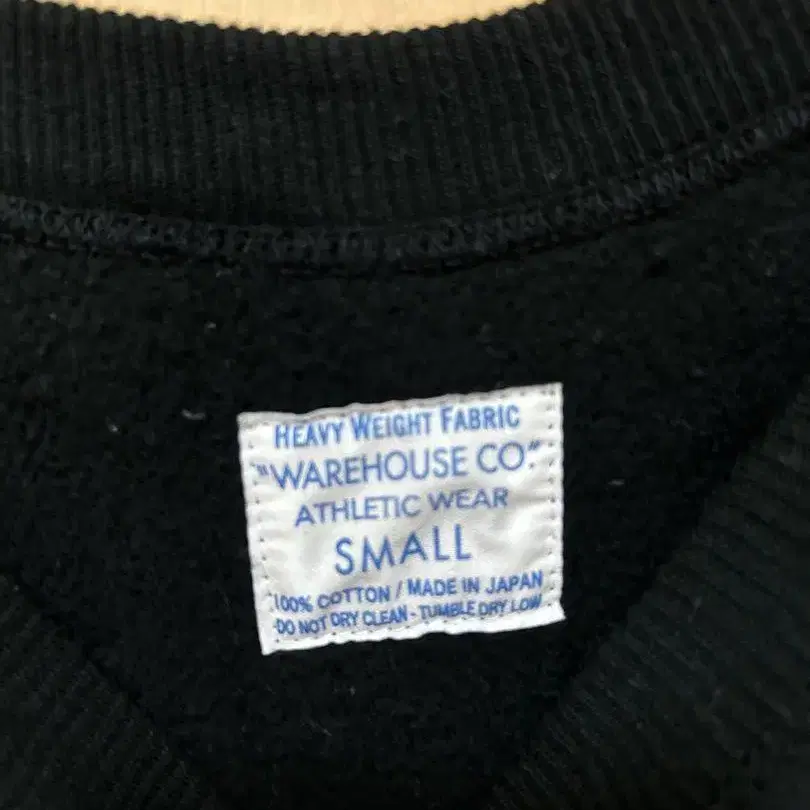 HEAVY WEIGHT FABRIC
"WAREHOUSE CO."
ATHLETIC WEAR
SMALL
100% COTTON / MADE IN JAPAN
DO NOT DRY CLEAN - TUMBLE DRY LOW